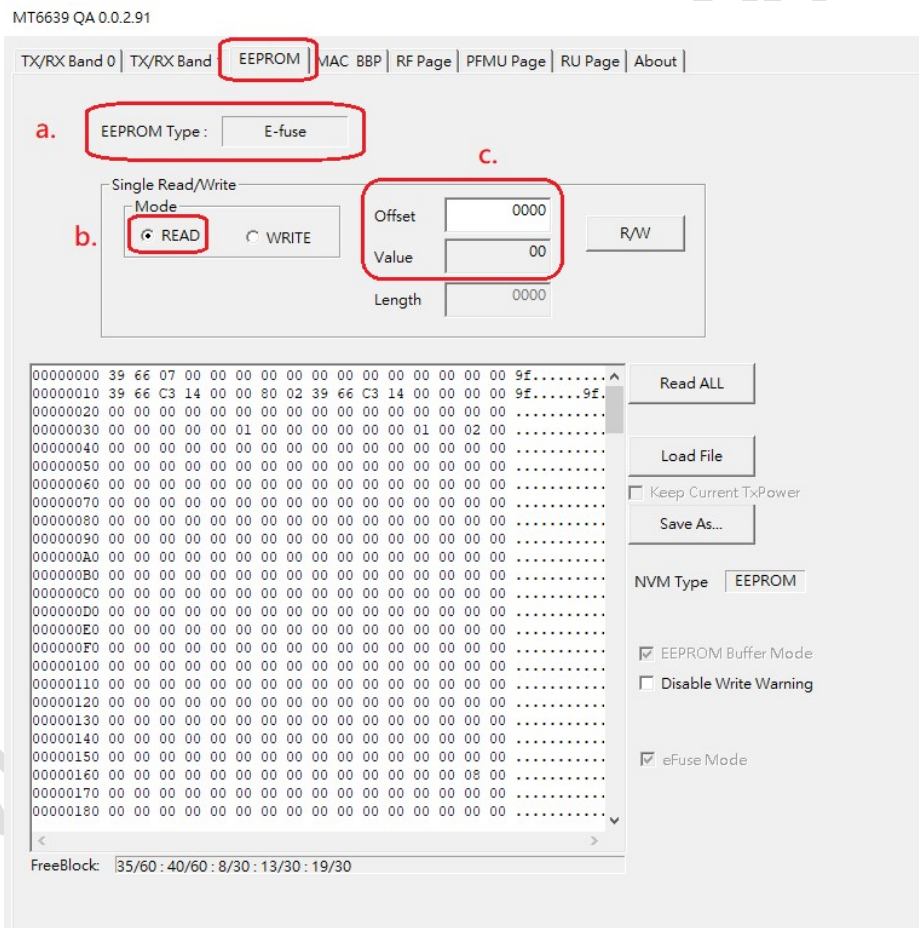 MT6639 QA 0.0.2.91
TX/RX Band 0 TX/RX Band EEPROM MAC BBP RF Page PFMU Page RU Page About
a. EEPROM Type : E-fuse
c.
Single Read/Write
Mode
b. READ WRITE
Offset 0000
Value 00
R/W
Length 0000
00000000 39 66 07 00 00 00 00 00 00 00 00 00 00 00 00 00 9f.........
00000010 39 66 C3 14 00 00 80 02 39 66 C3 14 00 00 00 00 9f......9f.
00000020 00 00 00 00 00 00 00 00 00 00 00 00 00 00 00 00 ...........
00000030 00 00 00 00 00 01 00 00 00 00 00 00 01 00 02 00 ...........
00000040 00 00 00 00 00 00 00 00 00 00 00 00 00 00 00 00 ...........
00000050 00 00 00 00 00 00 00 00 00 00 00 00 00 00 00 00 ...........
00000060 00 00 00 00 00 00 00 00 00 00 00 00 00 00 00 00 ...........
00000070 00 00 00 00 00 00 00 00 00 00 00 00 00 00 00 00 ...........
00000080 00 00 00 00 00 00 00 00 00 00 00 00 00 00 00 00 ...........
00000090 00 00 00 00 00 00 00 00 00 00 00 00 00 00 00 00 ...........
000000A0 00 00 00 00 00 00 00 00 00 00 00 00 00 00 00 00 ...........
000000B0 00 00 00 00 00 00 00 00 00 00 00 00 00 00 00 00 ...........
000000C0 00 00 00 00 00 00 00 00 00 00 00 00 00 00 00 00 ...........
000000D0 00 00 00 00 00 00 00 00 00 00 00 00 00 00 00 00 ...........
000000E0 00 00 00 00 00 00 00 00 00 00 00 00 00 00 00 00 ...........
000000F0 00 00 00 00 00 00 00 00 00 00 00 00 00 00 00 00 ...........
00000100 00 00 00 00 00 00 00 00 00 00 00 00 00 00 00 00 ...........
00000110 00 00 00 00 00 00 00 00 00 00 00 00 00 00 00 00 ...........
00000120 00 00 00 00 00 00 00 00 00 00 00 00 00 00 00 00 ...........
00000130 00 00 00 00 00 00 00 00 00 00 00 00 00 00 00 00 ...........
00000140 00 00 00 00 00 00 00 00 00 00 00 00 00 00 00 00 ...........
00000150 00 00 00 00 00 00 00 00 00 00 00 00 00 00 00 00 ...........
00000160 00 00 00 00 00 00 00 00 00 00 00 00 00 00 08 00 ...........
00000170 00 00 00 00 00 00 00 00 00 00 00 00 00 00 00 00 ...........
00000180 00 00 00 00 00 00 00 00 00 00 00 00 00 00 00 00 ...........
Read ALL
Load File
Keep Current TxPower
Save As...
NVM Type EEPROM
EEPROM Buffer Mode
Disable Write Warning
eFuse Mode
FreeBlock: 35/60 : 40/60 : 8/30 : 13/30 : 19/30